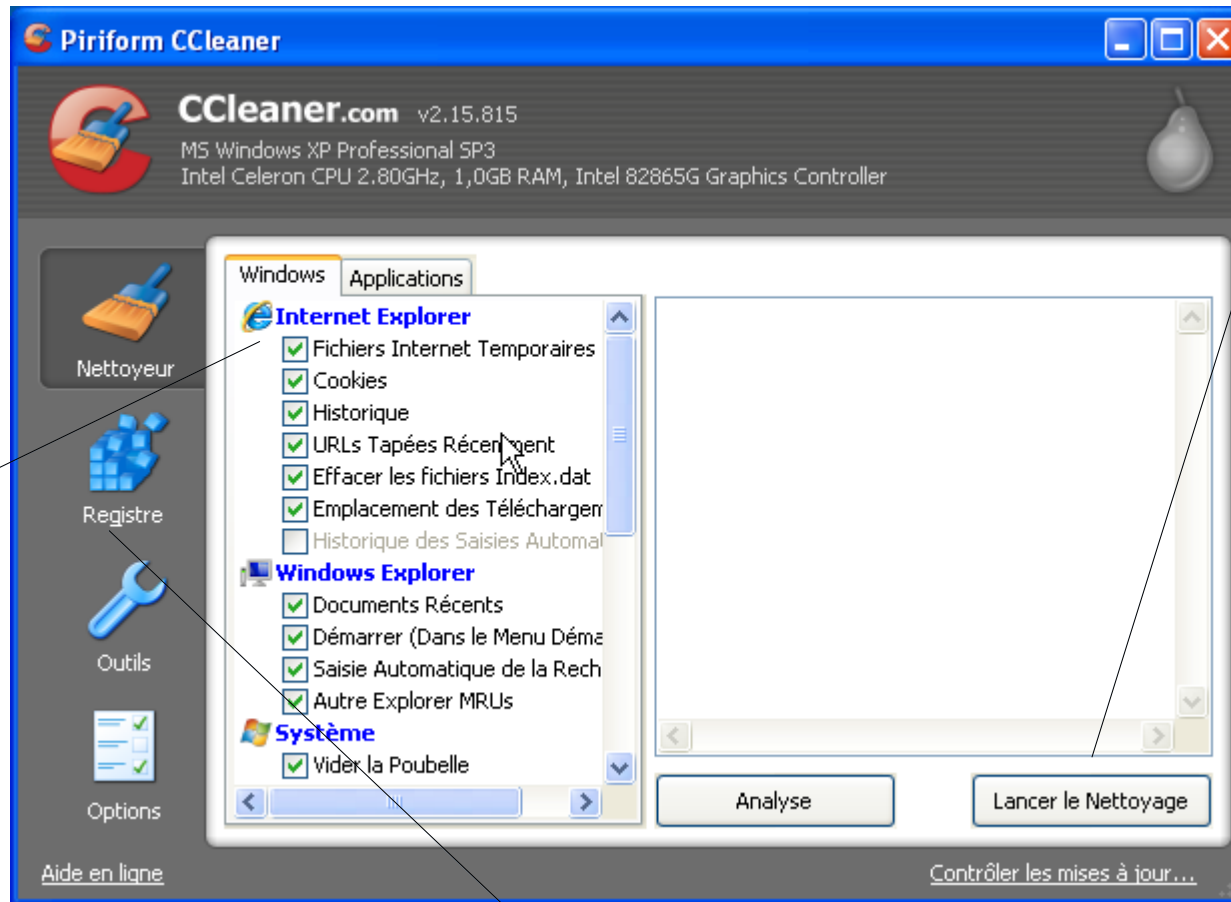 Piriform CCleaner
CCleaner.com v2.15.815
MS Windows XP Professional SP3
Intel Celeron CPU 2.80GHz, 1,0GB RAM, Intel 82865G Graphics Controller
Nettoyeur
Registre
Outils
Options
Windows
Applications
Internet Explorer
Fichiers Internet Temporaires
Cookies
Historique
URLs Tapées Récemment
Effacer les fichiers Index.dat
Emplacement des Téléchargem
Historique des Saisies Automat
Windows Explorer
Documents Récents
Démarrer (Dans le Menu Déma
Saisie Automatique de la Rech
Autre Explorer MRUs
Système
Vider la Poubelle
Analyse
Lancer le Nettoyage
Aide en ligne
Contrôler les mises à jour...